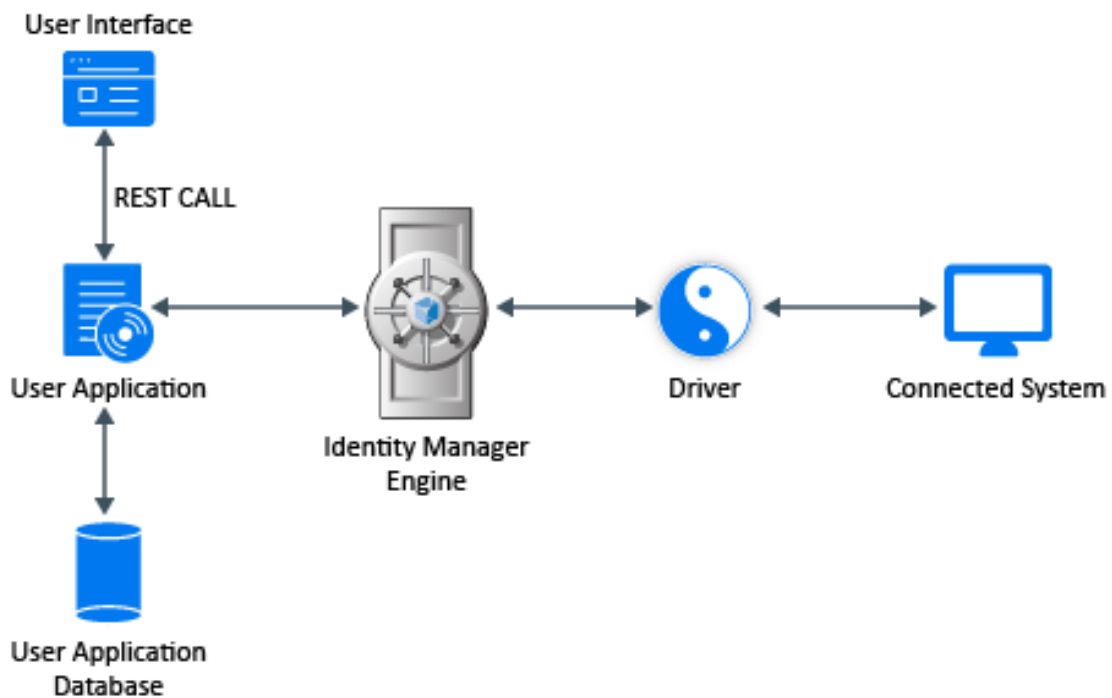 User Interface
REST CALL
User Application
Identity Manager
Engine
Driver
Connected System
User Application
Database